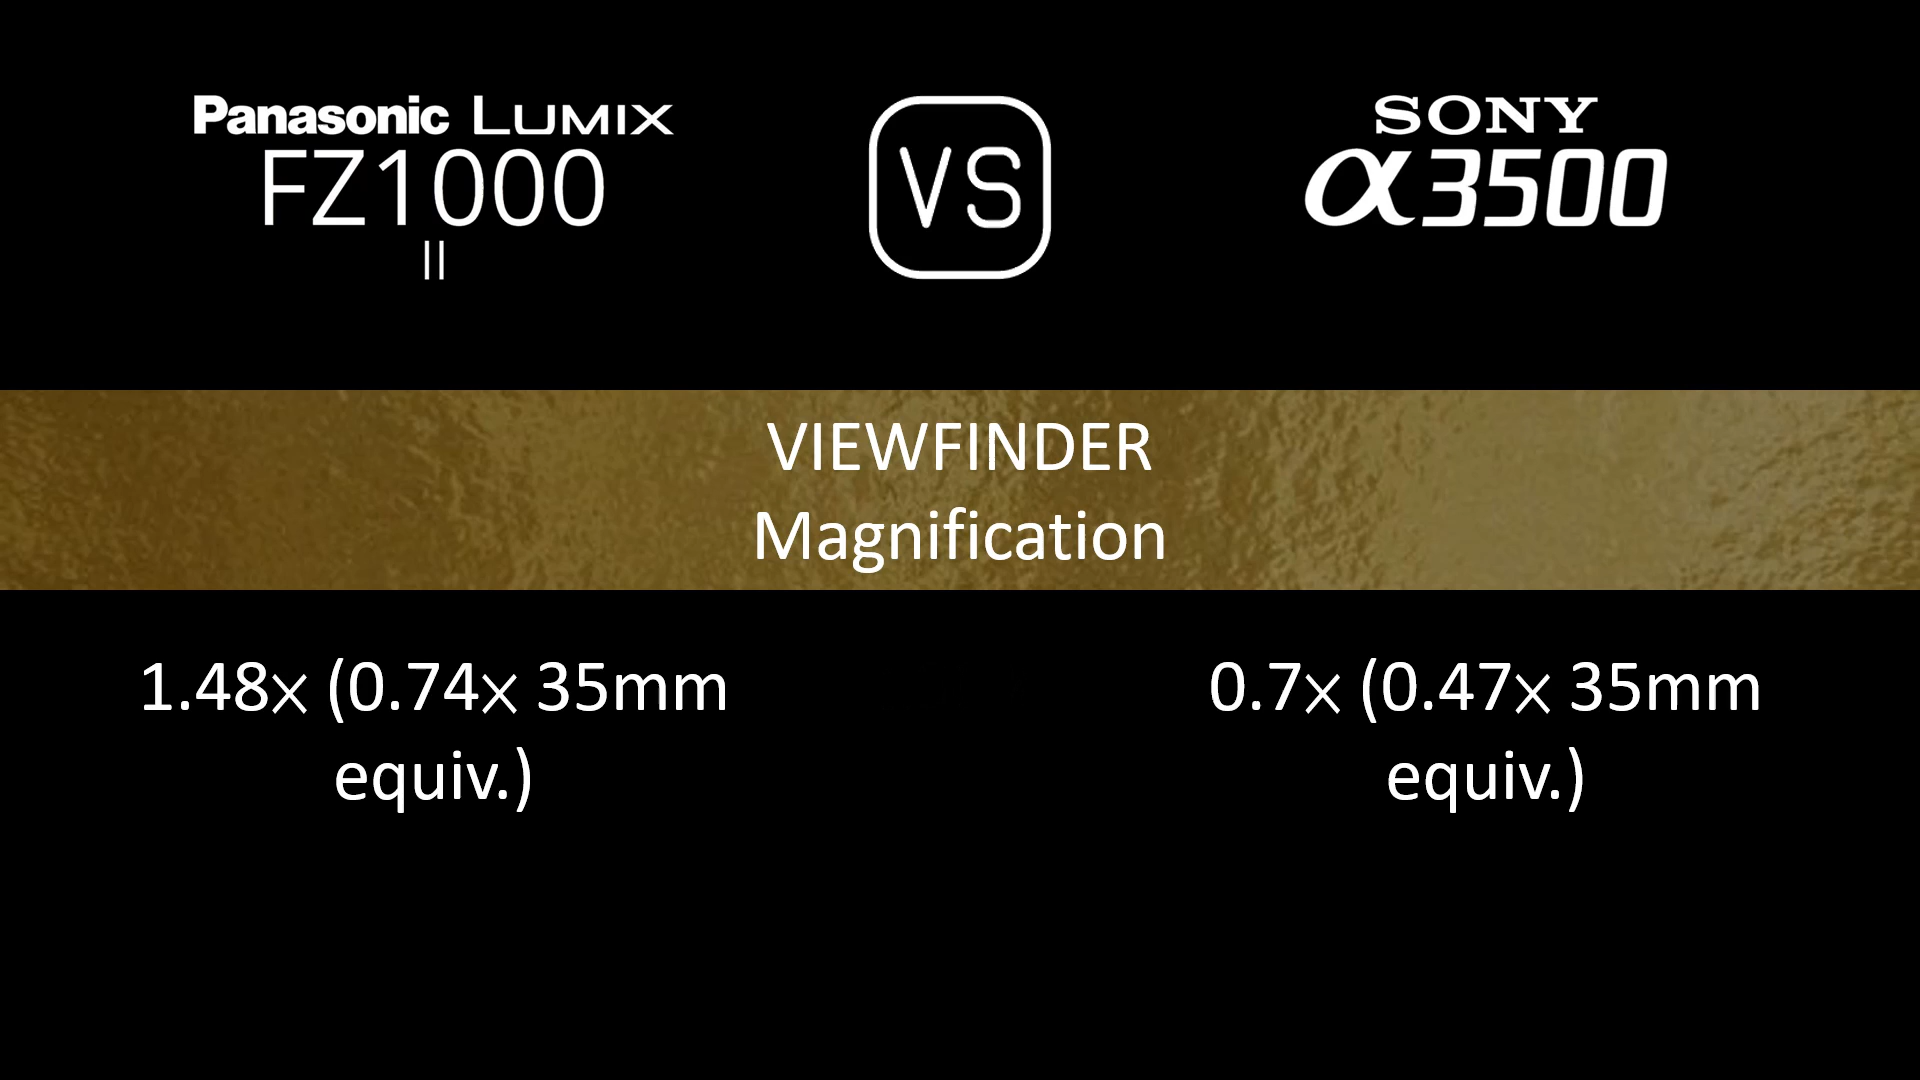 Panasonic LUMIX
FZ1000
II
VS
SONY
α3500
VIEWFINDER
Magnification
1.48x (0.74x 35mm
equiv.)
0.7x (0.47x 35mm
equiv.)